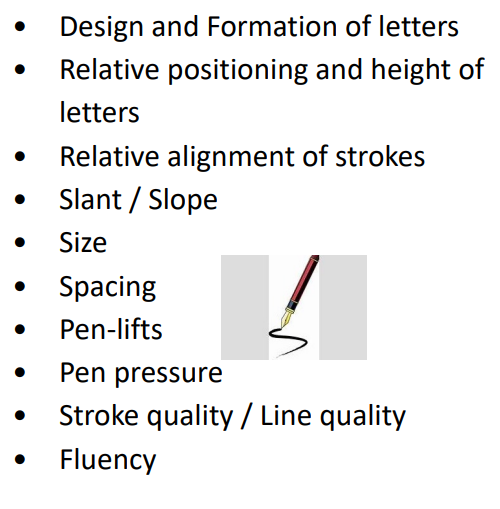 • Design and Formation of letters
• Relative positioning and height of
letters
• Relative alignment of strokes
• Slant / Slope
• Size
• Spacing
• Pen-lifts
• Pen pressure
• Stroke quality / Line quality
• Fluency